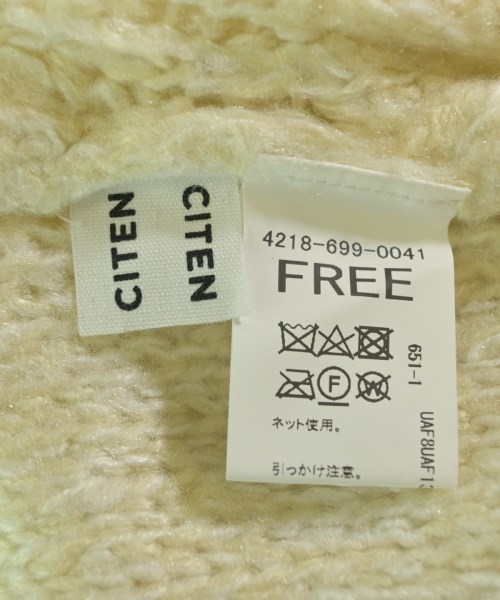 CITEN
CITEN
4218-699-0041
FREE
F W
651-1
UAF8UAF13
ネット使用。
引っかけ注意。